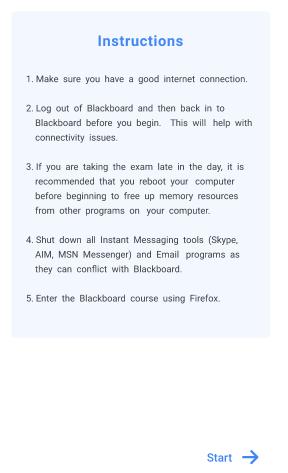 Instructions
1. Make sure you have a good internet connection.
2. Log out of Blackboard and then back in to
Blackboard before you begin. This will help with
connectivity issues.
3. If you are taking the exam late in the day, it is
recommended that you reboot your computer
before beginning to free up memory resources
from other programs on your computer.
4. Shut down all Instant Messaging tools (Skype,
AIM, MSN Messenger) and Email programs as
they can conflict with Blackboard.
5. Enter the Blackboard course using Firefox.
Start